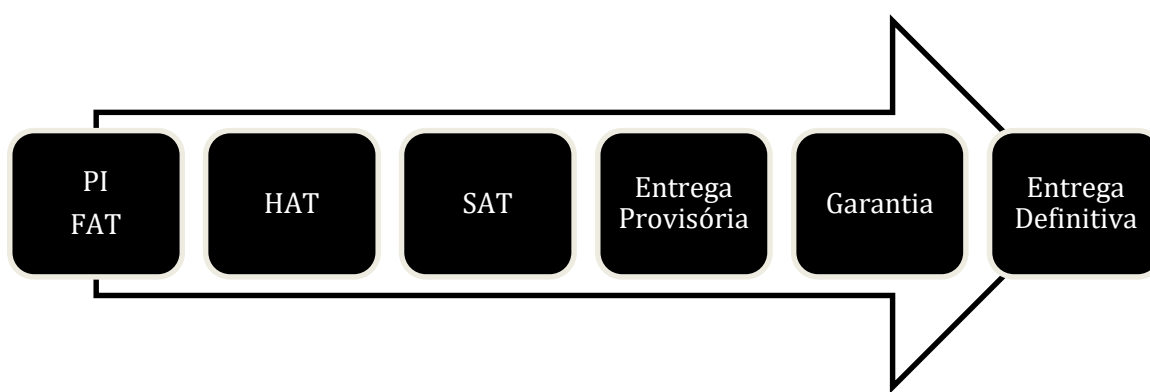 PI
FAT
HAT
SAT
Entrega
Provisória
Garantia
Entrega
Definitiva